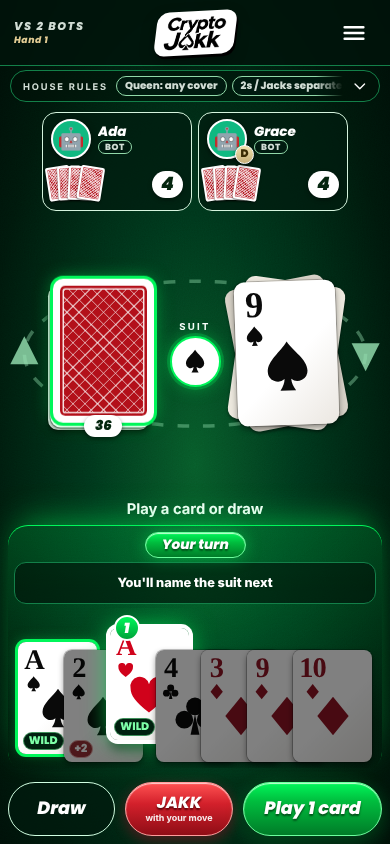 VS 2 BOTS
Hand 1
Crypto
Jakk
HOUSE RULES
Queen: any cover
2s / Jacks separate
Ada
BOT
4
Grace
BOT
D
4
36
SUIT
9
Play a card or draw
Your turn
You'll name the suit next
A
WILD
2
+2
1
A
WILD
4
3
9
10
Draw
JAKK
with your move
Play 1 card